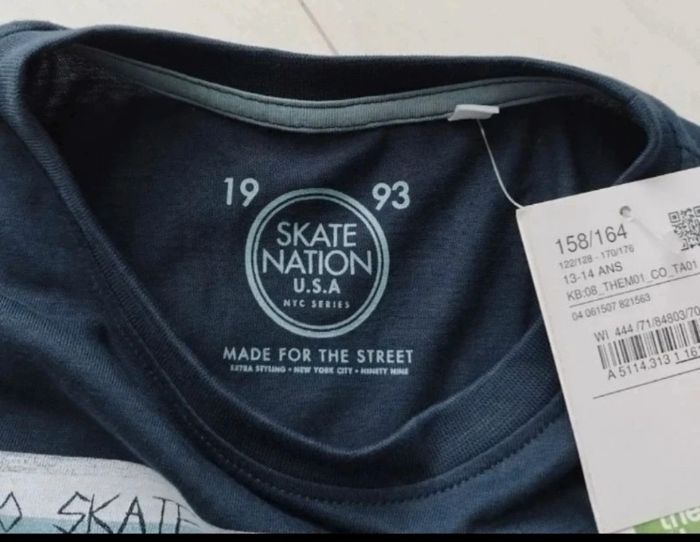 19 93
SKATE
NATION
U.S.A
NYC SERIES
MADE FOR THE STREET
EXTRA STYLING • NEW YORK CITY • NINETY NINE
158/164
122/128 - 170/176
13-14 ANS
KB:08_THEM01_CO_TA01
04 061507 821563
WI 444 /71/84803/70
A 5114.313 1 16
O SKATE
the